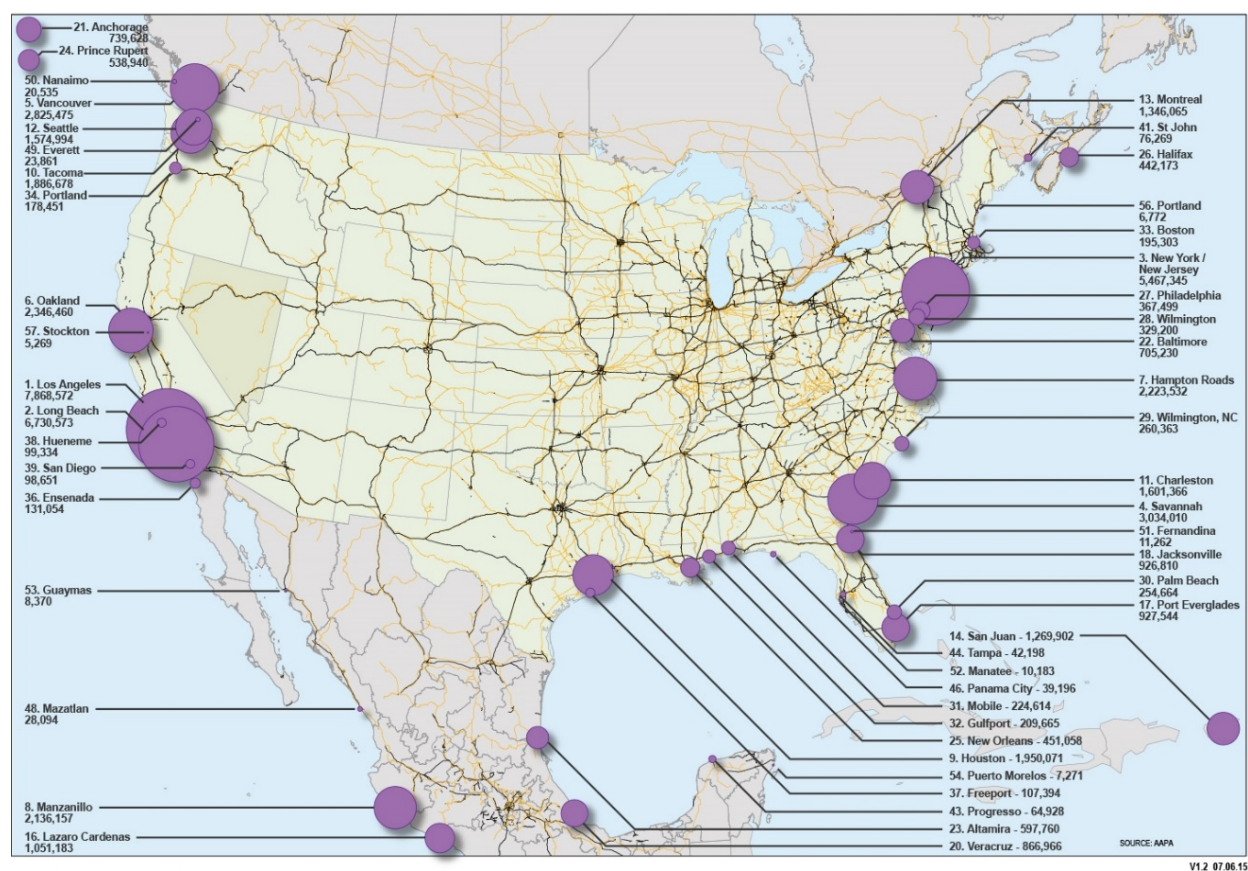 21. Anchorage
739,628
24. Prince Rupert
538,940
50. Nanaimo
20,535
5. Vancouver
2,825,475
12. Seattle
1,574,994
49. Everett
23,861
10. Tacoma
1,886,678
34. Portland
178,451
6. Oakland
2,346,460
57. Stockton
5,269
1. Los Angeles
7,868,572
2. Long Beach
6,730,573
38. Hueneme
99,334
39. San Diego
98,651
36. Ensenada
131,054
53. Guaymas
8,370
48. Mazatlan
28,094
8. Manzanillo
2,136,157
16. Lazaro Cardenas
1,051,183
13. Montreal
1,346,065
41. St John
76,269
26. Halifax
442,173
56. Portland
6,772
33. Boston
195,303
3. New York /
New Jersey
5,467,345
27. Philadelphia
367,499
28. Wilmington
329,200
22. Baltimore
705,230
7. Hampton Roads
2,223,532
29. Wilmington, NC
260,363
11. Charleston
1,601,366
4. Savannah
3,034,010
51. Fernandina
11,262
18. Jacksonville
926,810
30. Palm Beach
254,664
17. Port Everglades
927,544
14. San Juan - 1,269,902
44. Tampa - 42,198
52. Manatee - 10,183
46. Panama City - 39,196
31. Mobile - 224,614
32. Gulfport - 209,665
25. New Orleans - 451,058
9. Houston - 1,950,071
54. Puerto Morelos - 7,271
37. Freeport - 107,394
43. Progresso - 64,928
23. Altamira - 597,760
20. Veracruz - 866,966
SOURCE: AAPA
V1.2 07.06.15